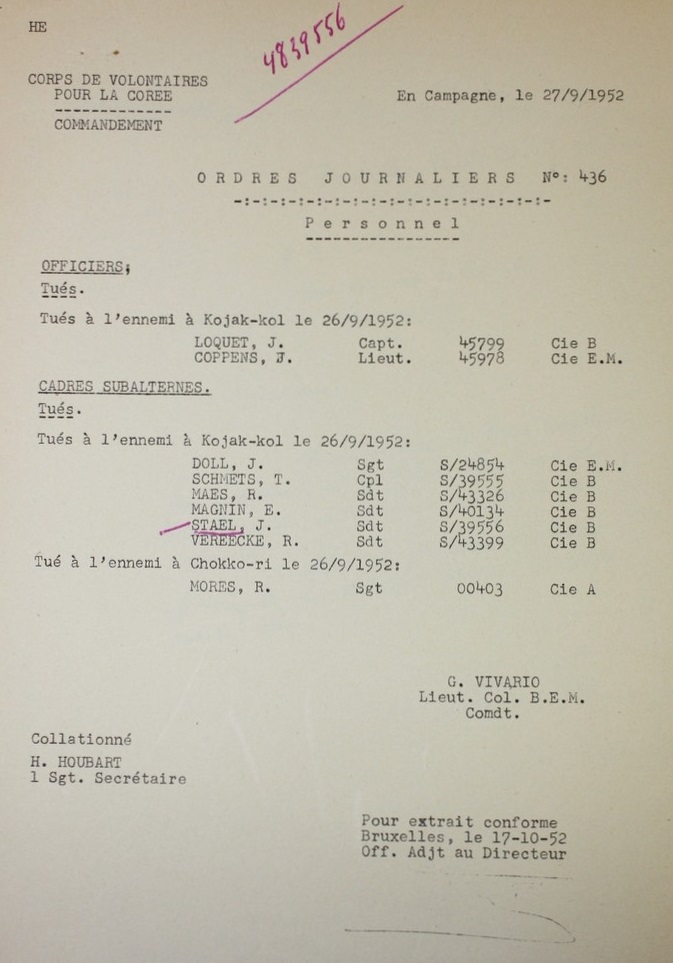 HE
4839556
CORPS DE VOLONTAIRES
POUR LA COREE
--------------
COMMANDEMENT
En Campagne, le 27/9/1952
ORDRES JOURNALIERS N°: 436
-:-:-:-:-:-:-:-:-:-:-:-:-:-:-:-:-:-:-:-
Personnel
-----------------
OFFICIERS;
Tués.
Tués à l'ennemi à Kojak-kol le 26/9/1952:
LOQUET, J. Capt. 45799 Cie B
COPPENS, J. Lieut. 45978 Cie E.M.
CADRES SUBALTERNES.
Tués.
Tués à l'ennemi à Kojak-kol le 26/9/1952:
DOLL, J. Sgt S/24854 Cie E.M.
SCHMETS, T. Cpl S/39555 Cie B
MAES, R. Sdt S/43326 Cie B
MAGNIN, E. Sdt S/40134 Cie B
STAEL, J. Sdt S/39556 Cie B
VEREECKE, R. Sdt S/43399 Cie B
Tué à l'ennemi à Chokko-ri le 26/9/1952:
MORES, R. Sgt 00403 Cie A
G. VIVARIO
Lieut. Col. B.E.M.
Comdt.
Collationné
H. HOUBART
1 Sgt. Secrétaire
Pour extrait conforme
Bruxelles, le 17-10-52
Off. Adjt au Directeur